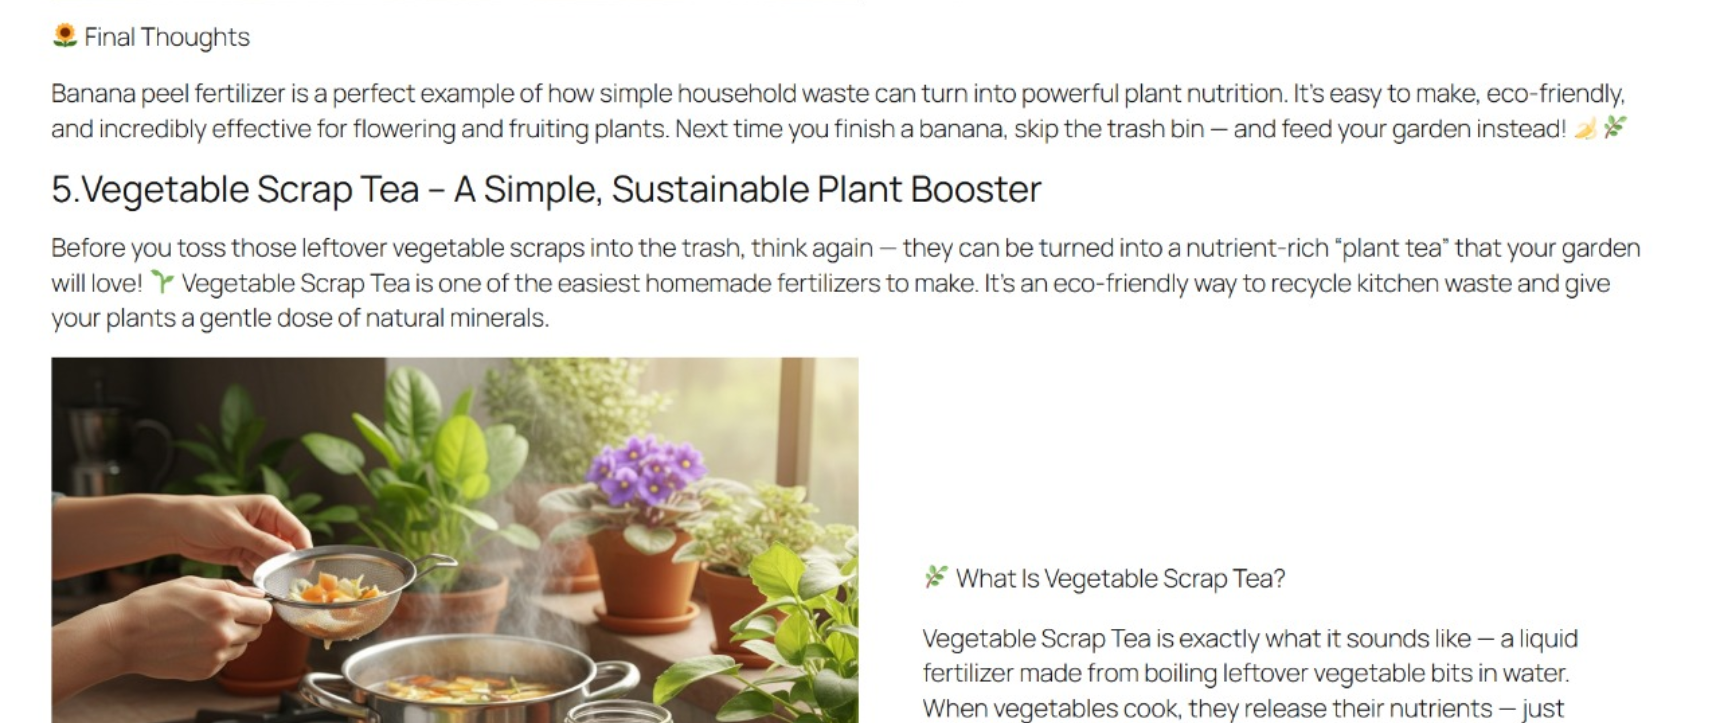 🌻 Final Thoughts
Banana peel fertilizer is a perfect example of how simple household waste can turn into powerful plant nutrition. It's easy to make, eco-friendly,
and incredibly effective for flowering and fruiting plants. Next time you finish a banana, skip the trash bin — and feed your garden instead! 🍌🌿
5.Vegetable Scrap Tea – A Simple, Sustainable Plant Booster
Before you toss those leftover vegetable scraps into the trash, think again — they can be turned into a nutrient-rich “plant tea” that your garden
will love! 🌱 Vegetable Scrap Tea is one of the easiest homemade fertilizers to make. It's an eco-friendly way to recycle kitchen waste and give
your plants a gentle dose of natural minerals.
🌿 What Is Vegetable Scrap Tea?
Vegetable Scrap Tea is exactly what it sounds like — a liquid
fertilizer made from boiling leftover vegetable bits in water.
When vegetables cook, they release their nutrients — just